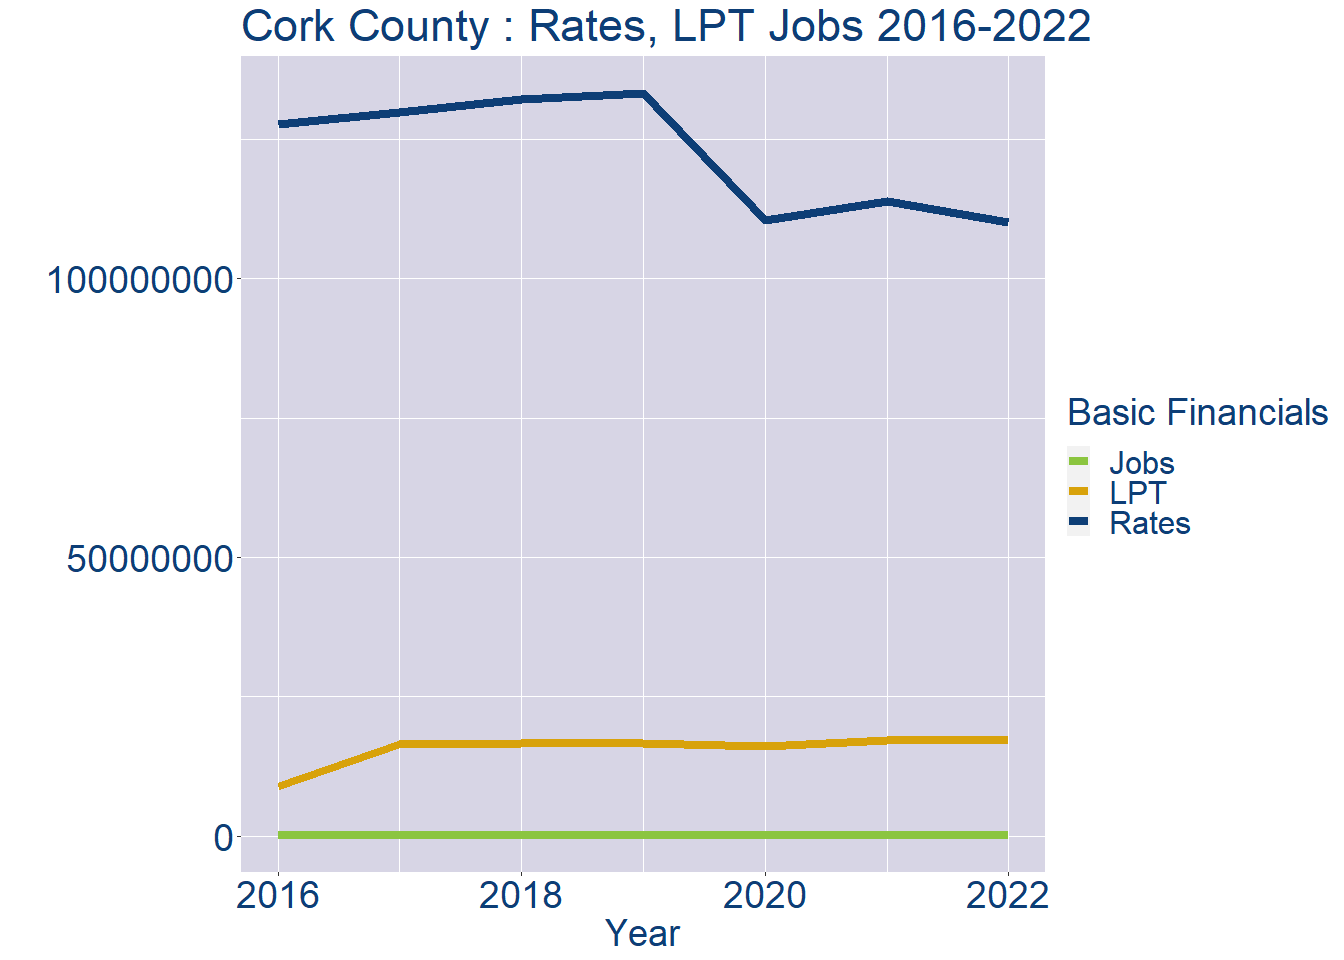 Cork County : Rates, LPT Jobs 2016-2022
100000000
50000000
0
2016 2018 2020 2022
Year
Basic Financials
Jobs
LPT
Rates